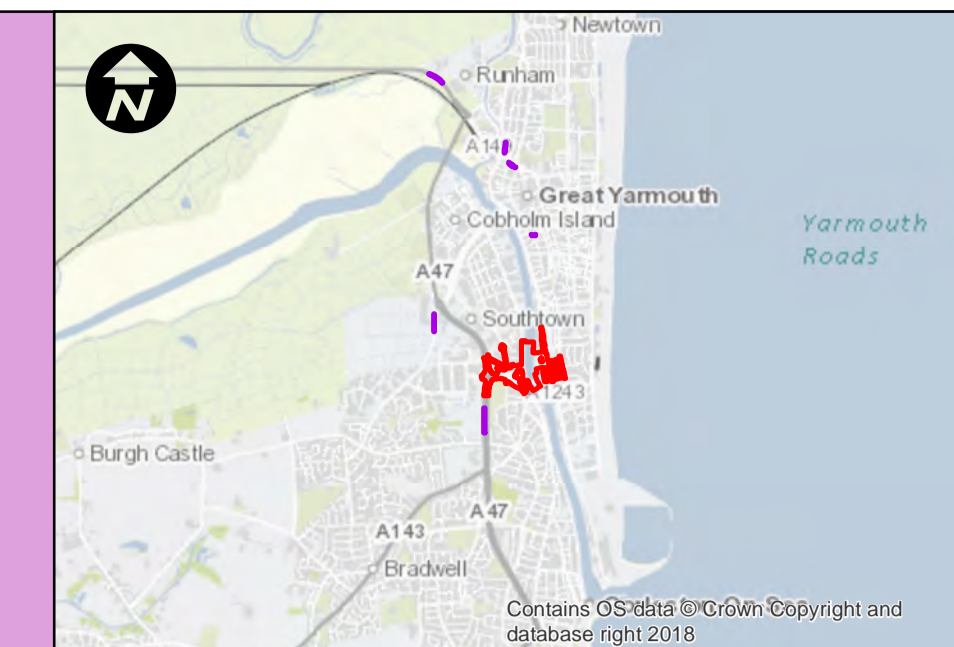 N
Newtown
Runham
Great Yarmouth
Cobholm Island
Yarmouth
Roads
A47
Southtown
A1243
Burgh Castle
A47
A143
Bradwell
Contains OS data © Crown Copyright and
database right 2018